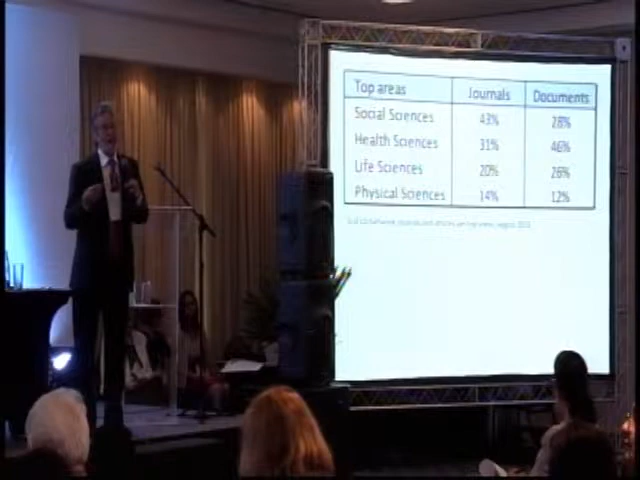 Top areas Journals Documents
Social Sciences 43% 28%
Health Sciences 31% 46%
Life Sciences 20% 26%
Physical Sciences 14% 12%